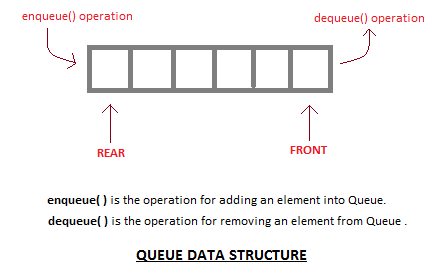 enqueue() operation
dequeue() operation
REAR
FRONT
enqueue( ) is the operation for adding an element into Queue.
dequeue( ) is the operation for removing an element from Queue .
QUEUE DATA STRUCTURE